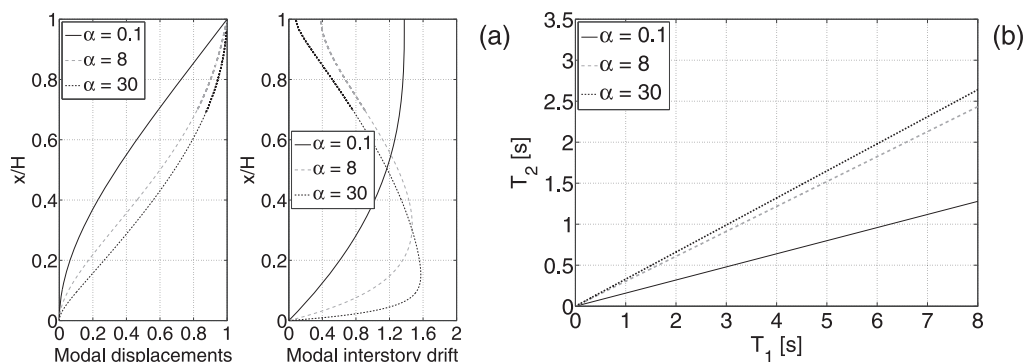 1
0.8
0.6
0.4
0.2
0
x/H
α = 0.1
α = 8
α = 30
0 0.2 0.4 0.6 0.8 1
Modal displacements
1
0.8
0.6
0.4
0.2
0
x/H
α = 0.1
α = 8
α = 30
0 0.4 0.8 1.2 1.6 2
Modal interstory drift
(a)
3.5
3
2.5
2
1.5
1
0.5
0
T2 [s]
α = 0.1
α = 8
α = 30
0 1 2 3 4 5 6 7 8
T1 [s]
(b)